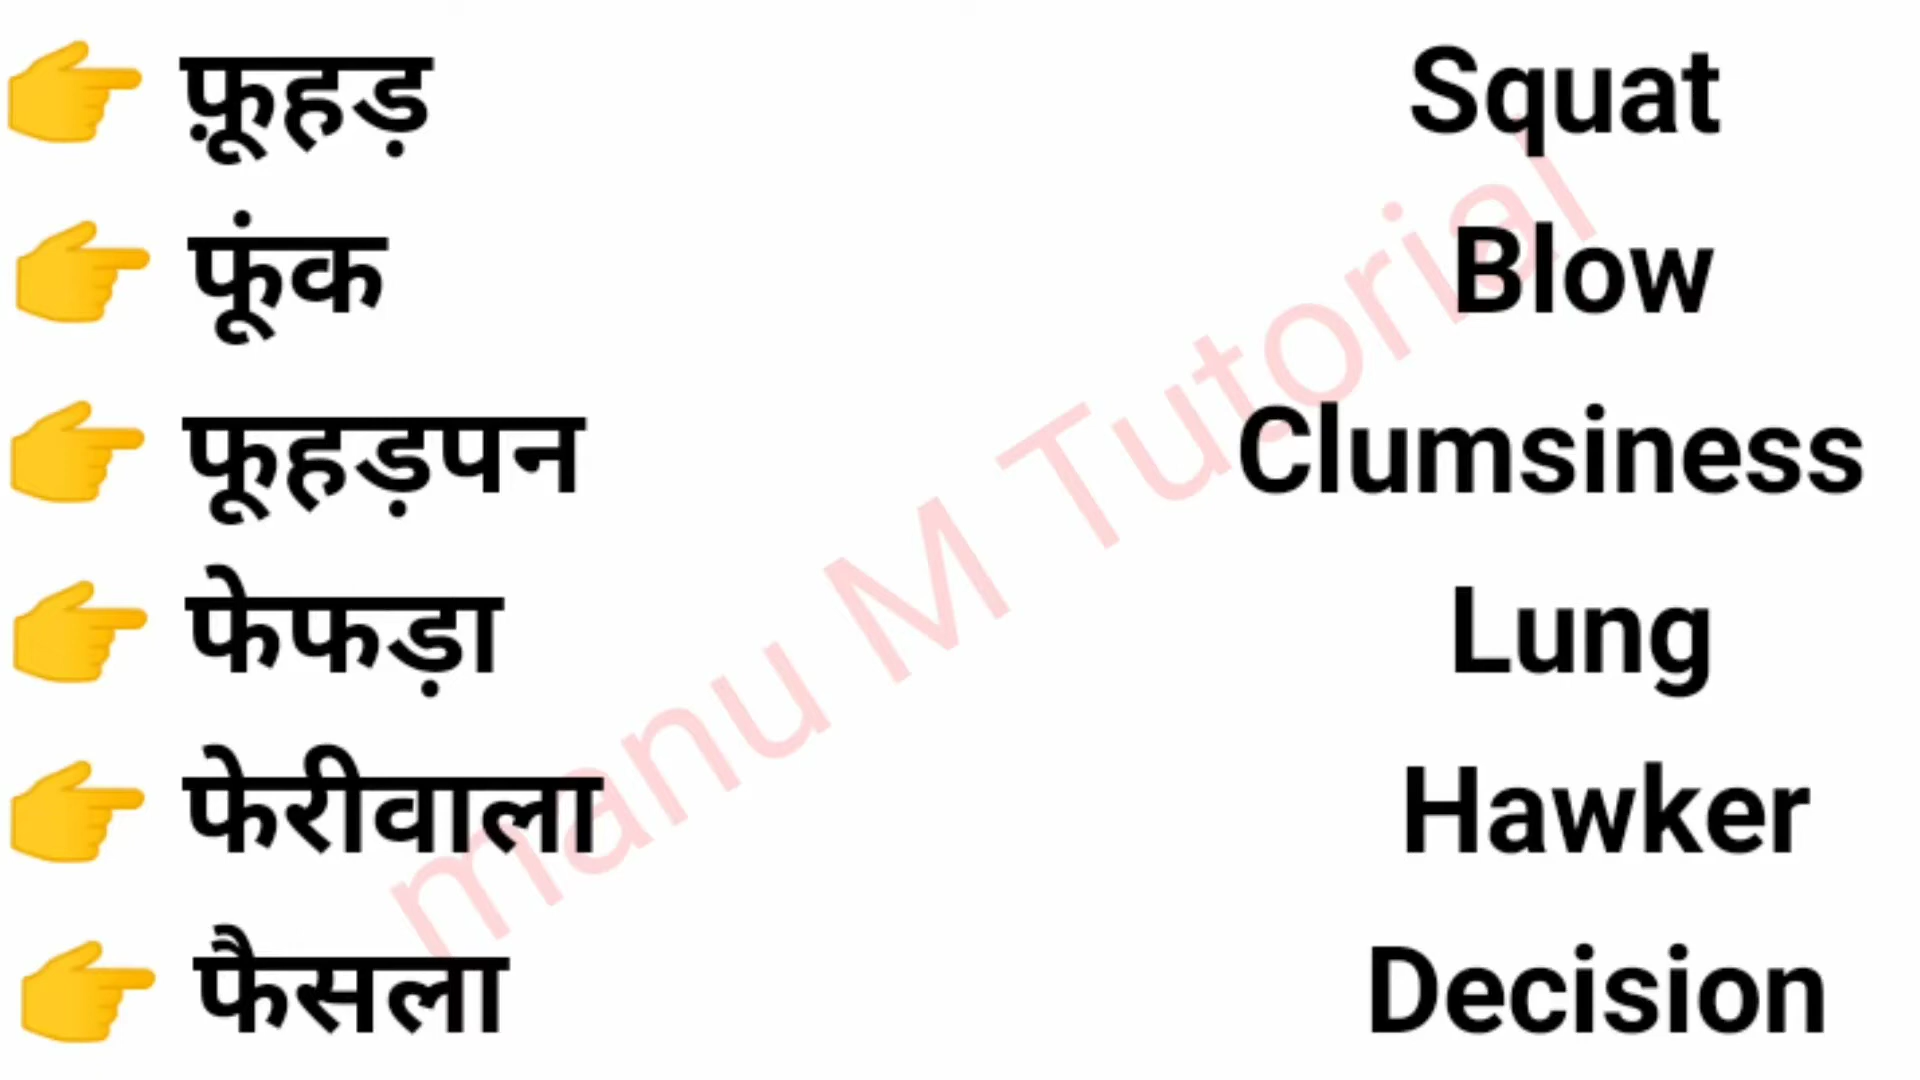 👉 फ़ूहड़ Squat
👉 फूंक Blow
👉 फूहड़पन Clumsiness
👉 फेफड़ा Lung
👉 फेरीवाला Hawker
👉 फैसला Decision
manu M Tutorial